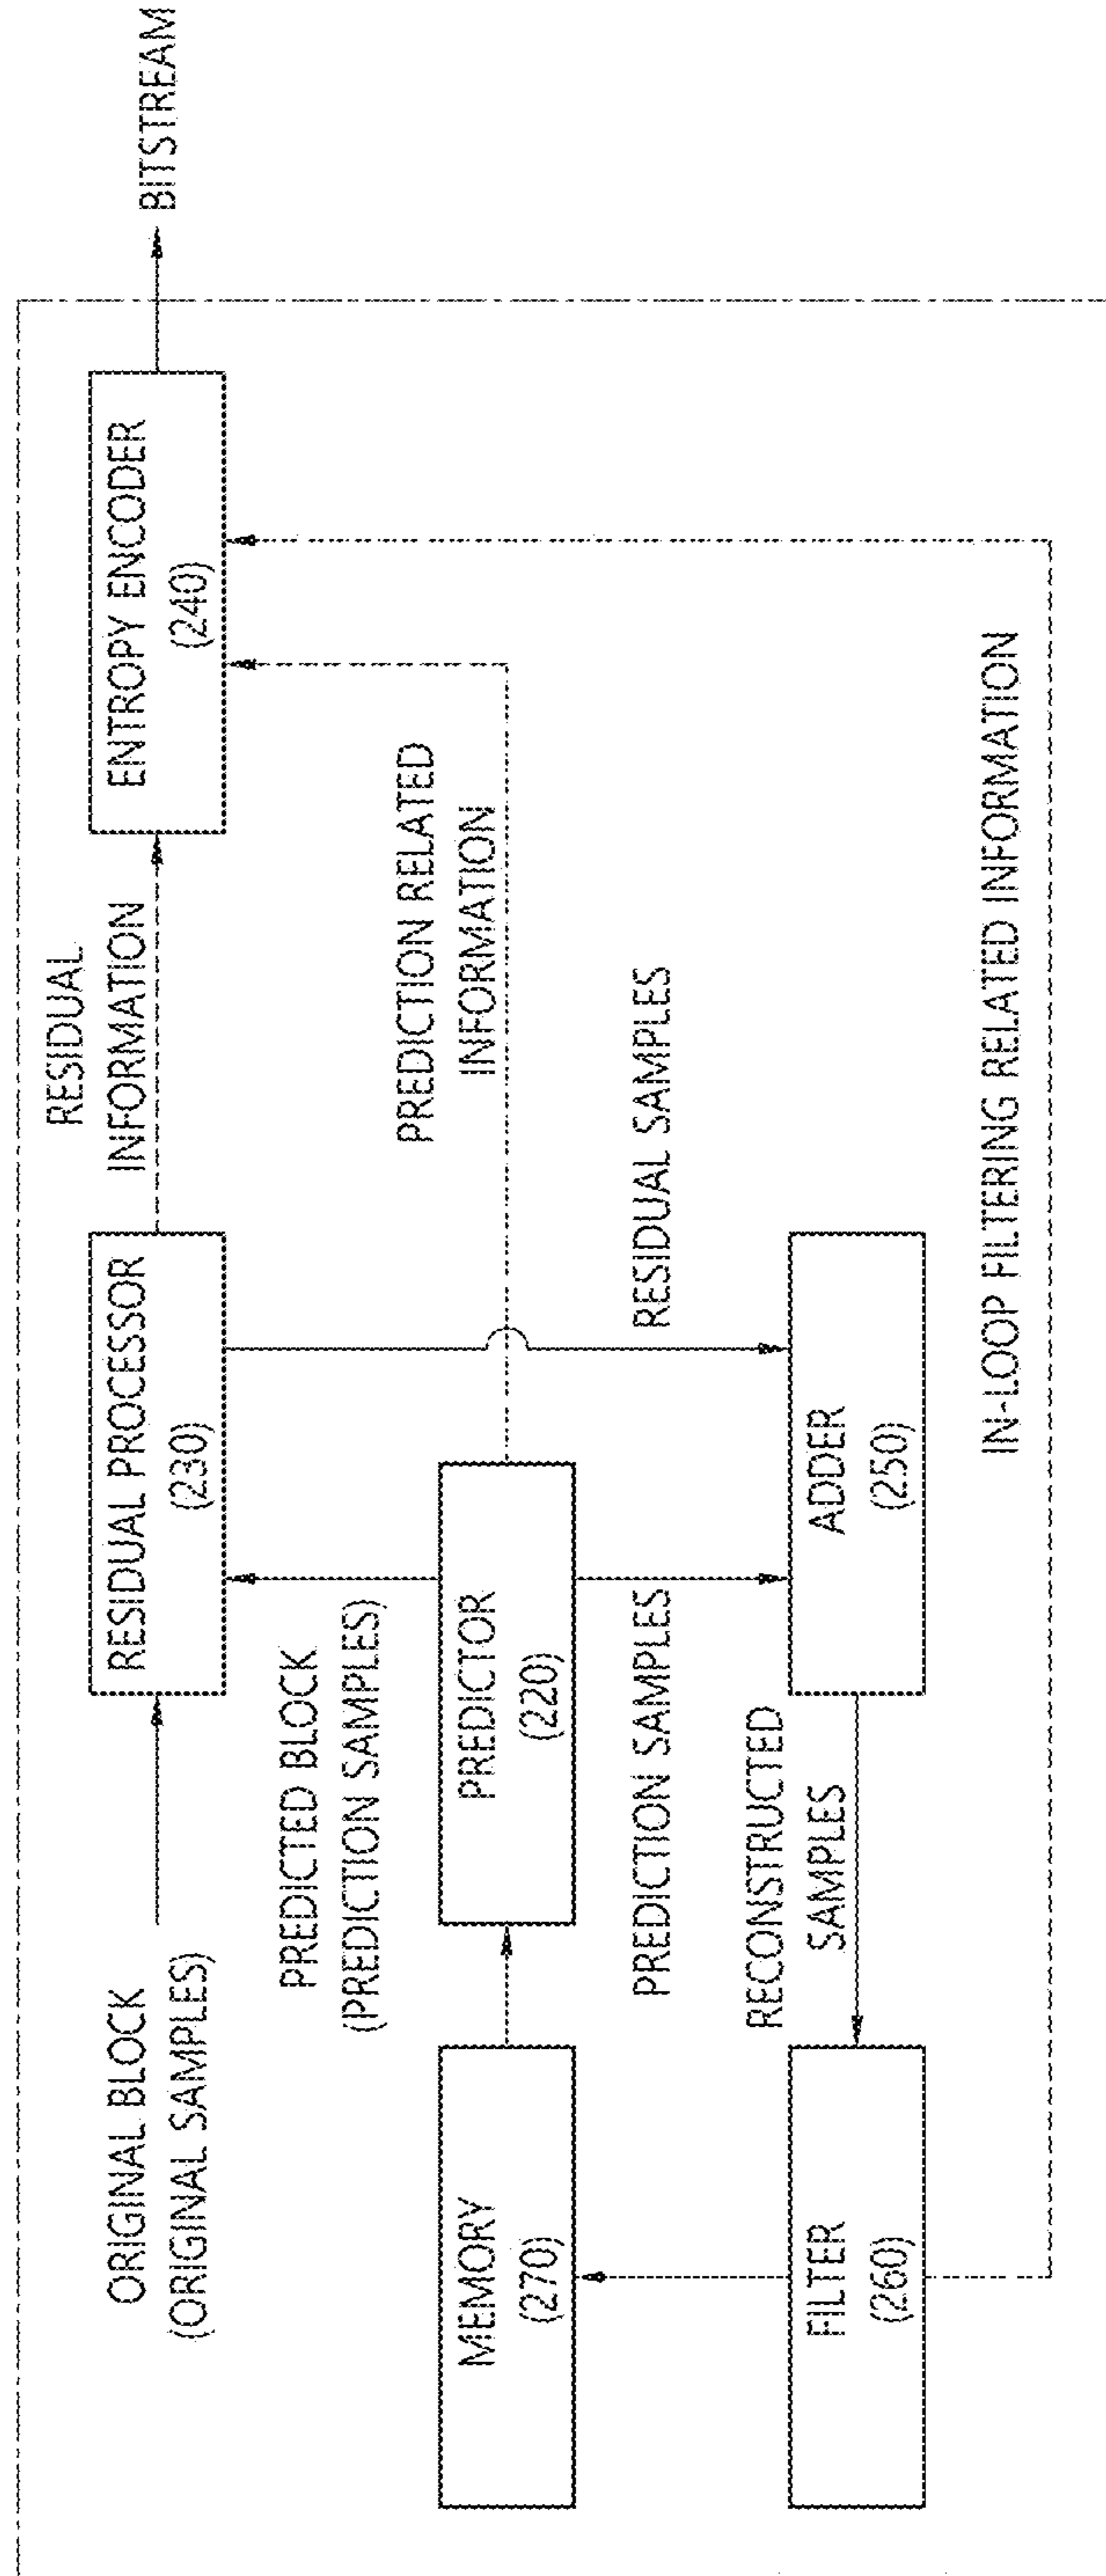 BITSTREAM
ORIGINAL BLOCK
(ORIGINAL SAMPLES)
RESIDUAL PROCESSOR
(230)
RESIDUAL
INFORMATION
ENTROPY ENCODER
(240)
PREDICTED BLOCK
(PREDICTION SAMPLES)
PREDICTION RELATED
INFORMATION
MEMORY
(270)
PREDICTOR
(220)
PREDICTION SAMPLES
RESIDUAL SAMPLES
RECONSTRUCTED
SAMPLES
FILTER
(260)
ADDER
(250)
IN-LOOP FILTERING RELATED INFORMATION